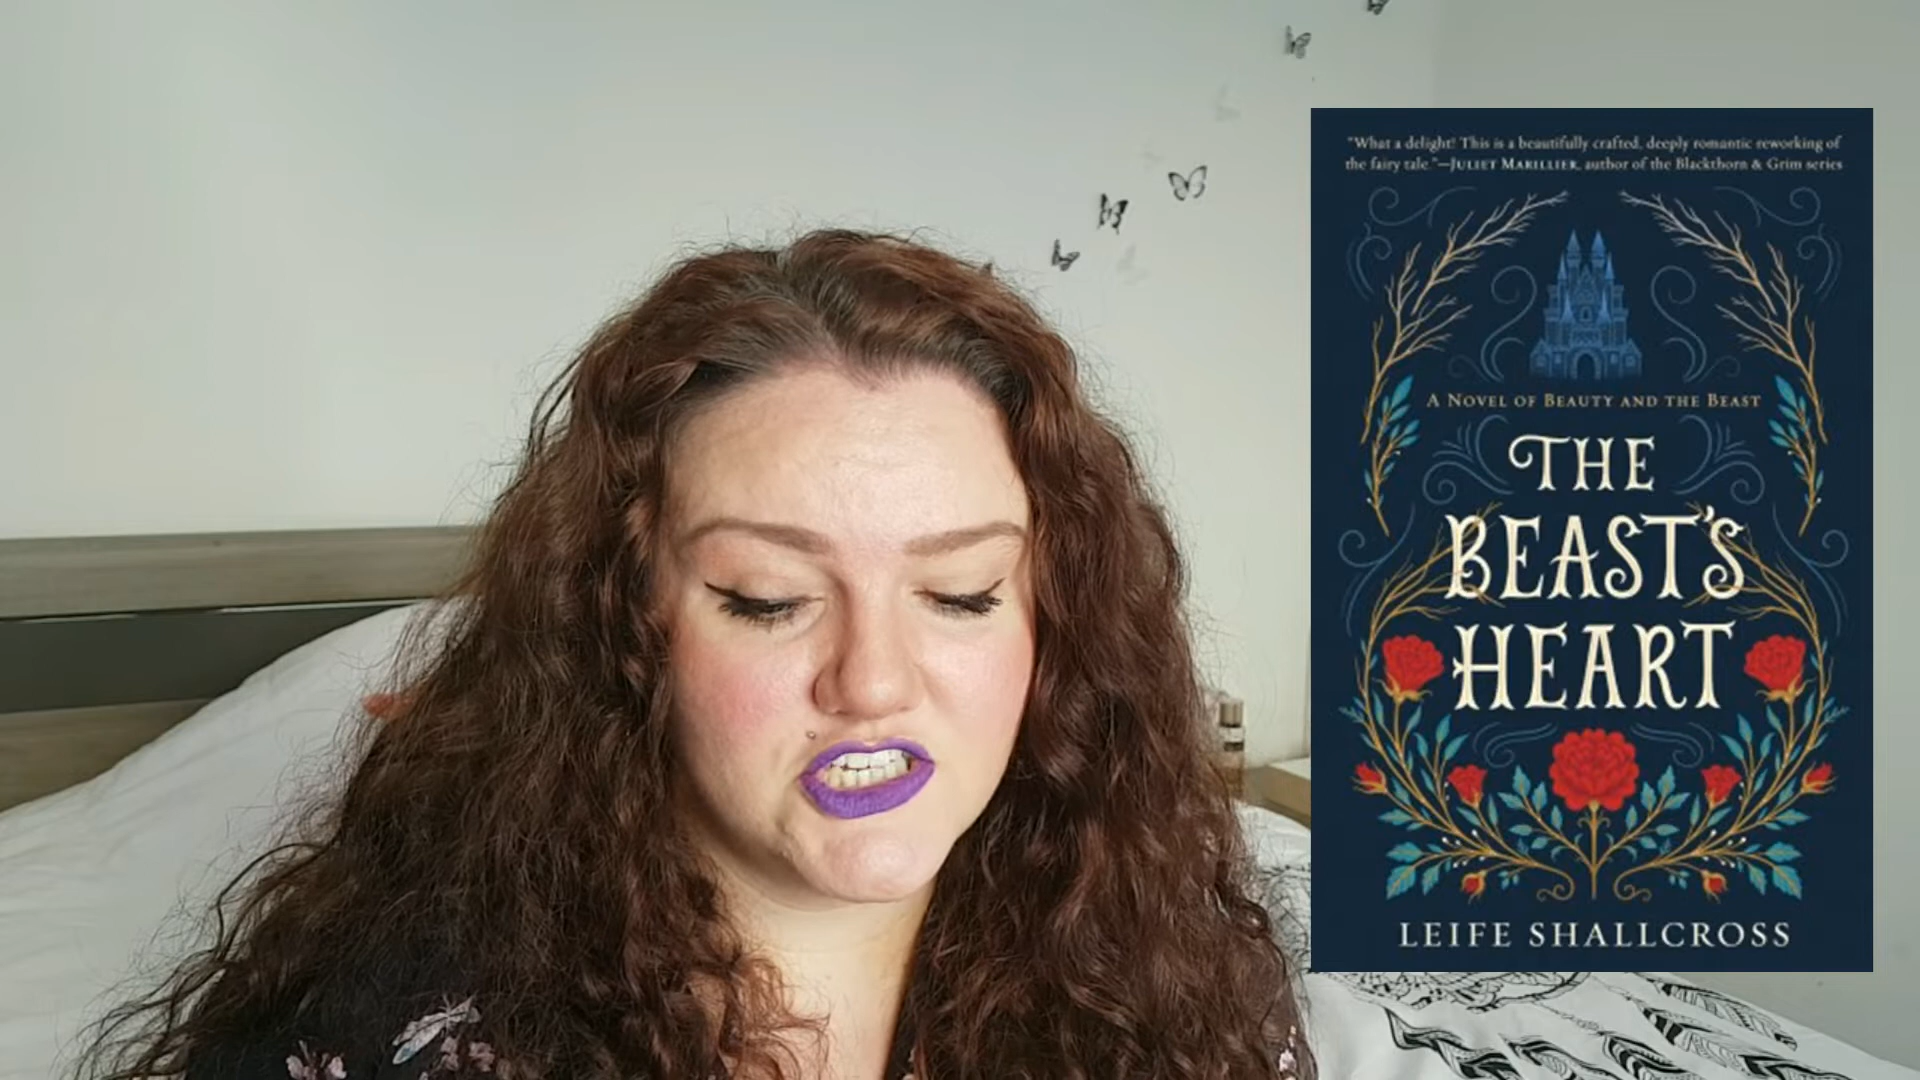 "What a delight! This is a beautifully crafted, deeply romantic reworking of
the fairy tale."—JULIET MARILLIER, author of the Blackthorn & Grim series
A NOVEL OF BEAUTY AND THE BEAST
THE
BEAST'S
HEART
LEIFE SHALLCROSS